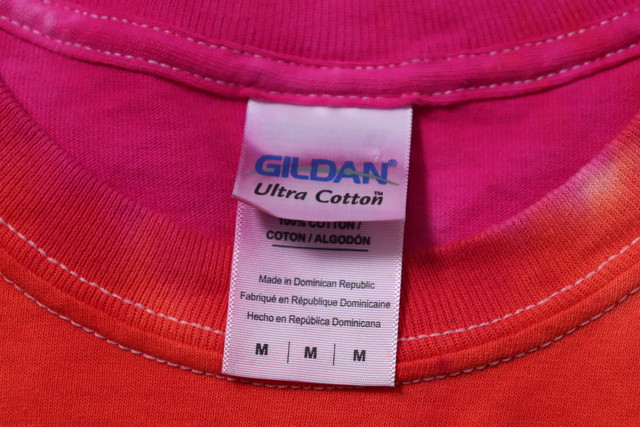 GILDAN®
Ultra Cotton™
100% COTTON /
COTON / ALGODÓN
Made in Dominican Republic
Fabriqué en République Dominicaine
Hecho en República Dominicana
M | M | M